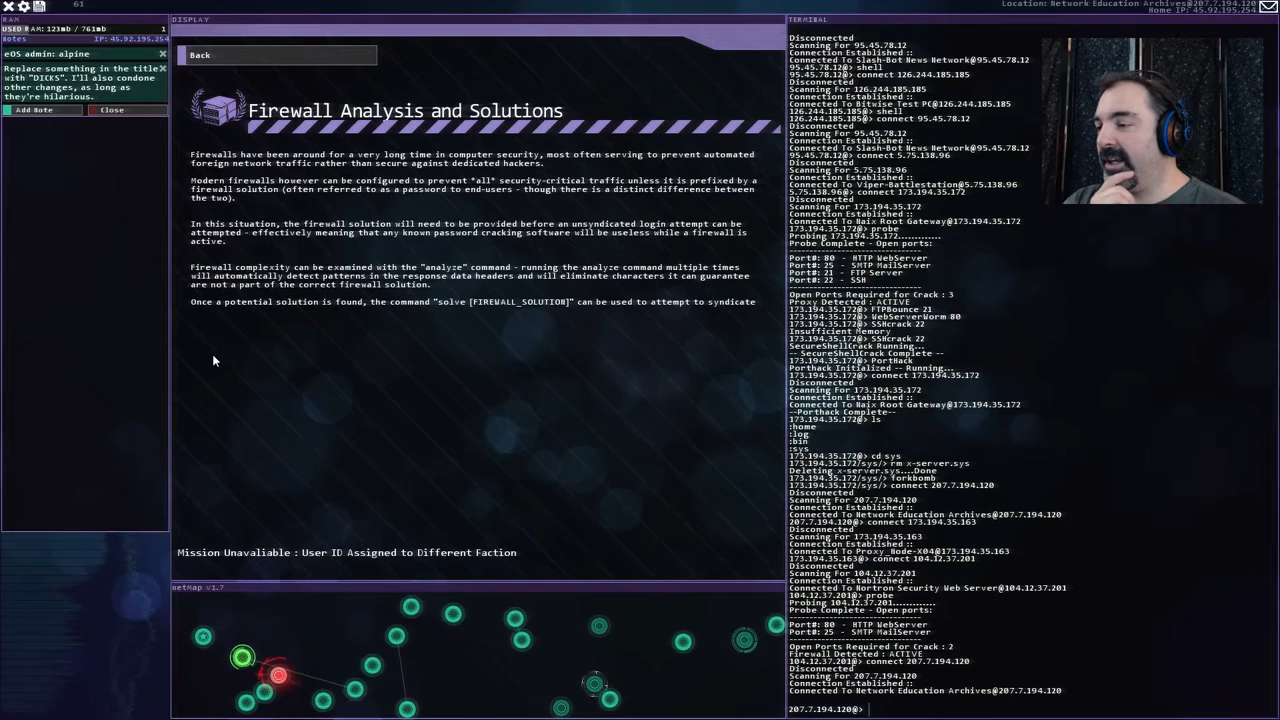 61
Location: Network Education Archives@207.7.194.120
Home IP: 45.92.195.254
RAM
USED RAM: 123mb / 761mb
1
Notes
IP: 45.92.195.254
eOS admin: alpine
Replace something in the title
with "DICKS". I'll also condone
other changes, as long as
they're hilarious.
Add Note
Close
DISPLAY
Back
Firewall Analysis and Solutions
Firewalls have been around for a very long time in computer security, most often serving to prevent automated
foreign network traffic rather than secure against dedicated hackers.
Modern firewalls however can be configured to prevent *all* security-critical traffic unless it is prefixed by a
firewall solution (often referred to as a password to end-users - though there is a distinct difference between
the two).
In this situation, the firewall solution will need to be provided before an unsyndicated login attempt can be
attempted - effectively meaning that any known password cracking software will be useless while a firewall is
active.
Firewall complexity can be examined with the "analyze" command - running the analyze command multiple times
will automatically detect patterns in the response data headers and will eliminate characters it can guarantee
are not a part of the correct firewall solution.
Once a potential solution is found, the command "solve [FIREWALL_SOLUTION]" can be used to attempt to syndicate
Mission Unavaliable : User ID Assigned to Different Faction
netMap v1.7
TERMINAL
Disconnected
Scanning For 95.45.78.12
Connection Established ::
Connected To Slash-Bot News Network@95.45.78.12
95.45.78.12@> shell
95.45.78.12@> connect 126.244.185.185
Disconnected
Scanning For 126.244.185.185
Connection Established ::
Connected To Bitwise Test PC@126.244.185.185
126.244.185.185@> shell
126.244.185.185@> connect 95.45.78.12
Disconnected
Scanning For 95.45.78.12
Connection Established ::
Connected To Slash-Bot News Network@95.45.78.12
95.45.78.12@> connect 5.75.138.96
Disconnected
Scanning For 5.75.138.96
Connection Established ::
Connected To Viper-Battlestation@5.75.138.96
5.75.138.96@> connect 173.194.35.172
Disconnected
Scanning For 173.194.35.172
Connection Established ::
Connected To Naix Root Gateway@173.194.35.172
173.194.35.172@> probe
Probing 173.194.35.172.............
Probe Complete - Open ports:
---------------------------------
Port#: 80 - HTTP WebServer
Port#: 25 - SMTP MailServer
Port#: 21 - FTP Server
Port#: 22 - SSH
---------------------------------
Open Ports Required for Crack : 3
Proxy Detected : ACTIVE
173.194.35.172@> FTPBounce 21
173.194.35.172@> WebServerWorm 80
173.194.35.172@> SSHcrack 22
Insufficient Memory
173.194.35.172@> SSHcrack 22
SecureShellCrack Running...
-- SecureShellCrack Complete --
173.194.35.172@> PortHack
Porthack Initialized -- Running...
173.194.35.172@> connect 173.194.35.172
Disconnected
Scanning For 173.194.35.172
Connection Established ::
Connected To Naix Root Gateway@173.194.35.172
--Porthack Complete--
173.194.35.172@> ls
:home
:log
:bin
:sys
173.194.35.172@> cd sys
173.194.35.172/sys/> rm x-server.sys
Deleting x-server.sys....Done
173.194.35.172/sys/> forkbomb
173.194.35.172/sys/> connect 207.7.194.120
Disconnected
Scanning For 207.7.194.120
Connection Established ::
Connected To Network Education Archives@207.7.194.120
207.7.194.120@> connect 173.194.35.163
Disconnected
Scanning For 173.194.35.163
Connection Established ::
Connected To Proxy_Node-X04@173.194.35.163
173.194.35.163@> connect 104.12.37.201
Disconnected
Scanning For 104.12.37.201
Connection Established ::
Connected To Nortron Security Web Server@104.12.37.201
104.12.37.201@> probe
Probing 104.12.37.201.............
Probe Complete - Open ports:
---------------------------------
Port#: 80 - HTTP WebServer
Port#: 25 - SMTP MailServer
---------------------------------
Open Ports Required for Crack : 2
Firewall Detected : ACTIVE
104.12.37.201@> connect 207.7.194.120
Disconnected
Scanning For 207.7.194.120
Connection Established ::
Connected To Network Education Archives@207.7.194.120
207.7.194.120@>